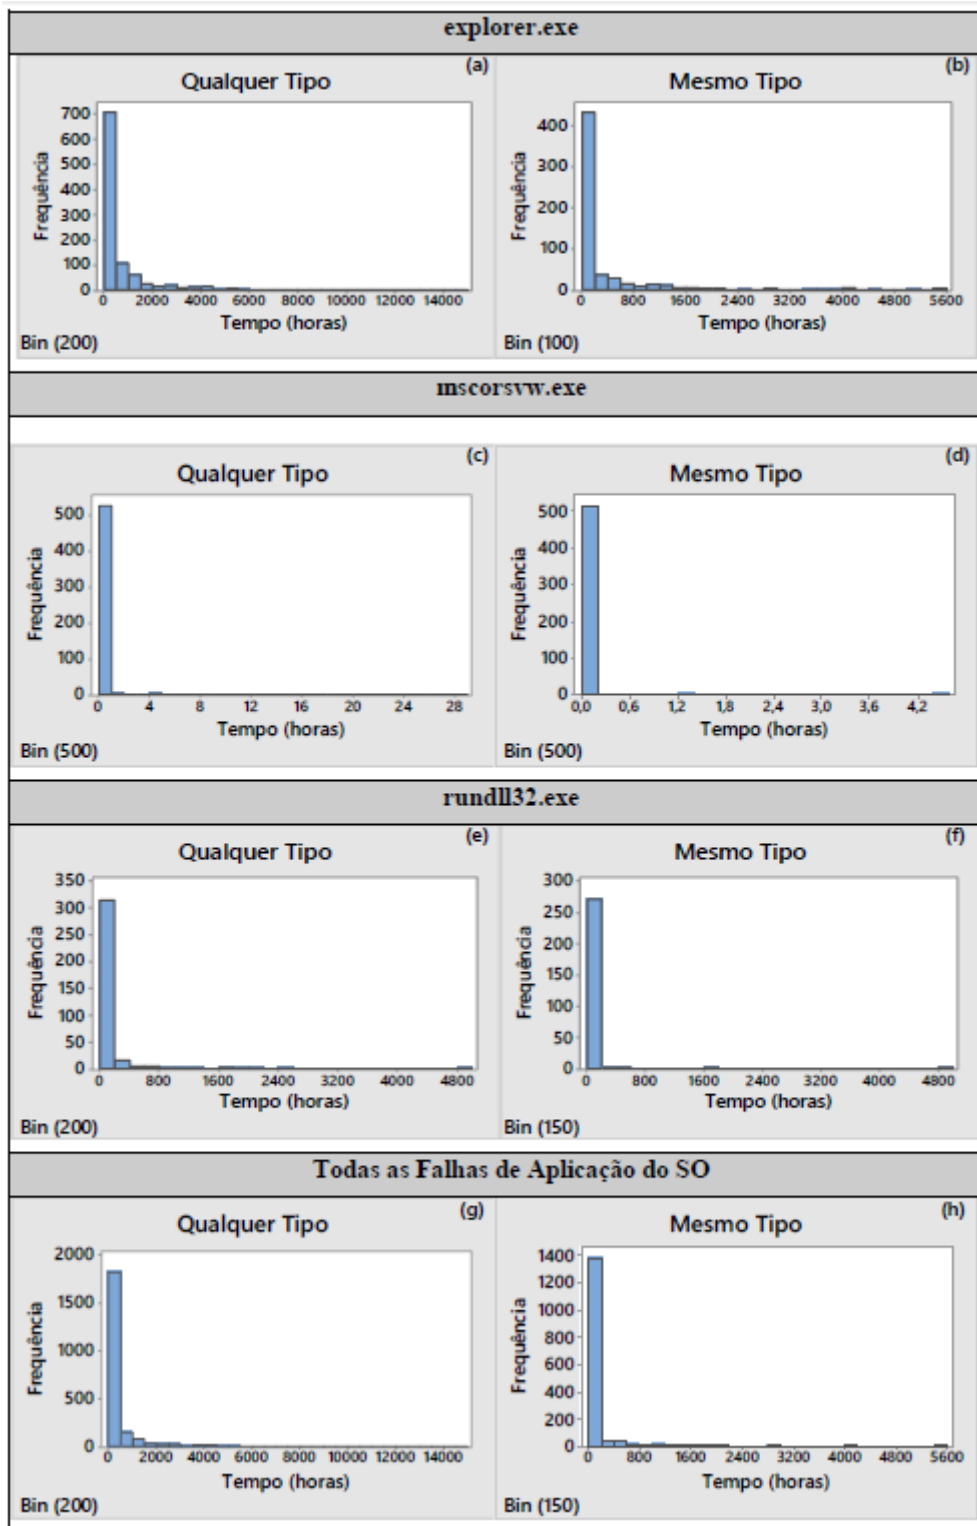 explorer.exe
(a)
Qualquer Tipo
Frequência
700
600
500
400
300
200
100
0
0 2000 4000 6000 8000 10000 12000 14000
Tempo (horas)
Bin (200)
(b)
Mesmo Tipo
Frequência
400
300
200
100
0
0 800 1600 2400 3200 4000 4800 5600
Tempo (horas)
Bin (100)
mscorsvw.exe
(c)
Qualquer Tipo
Frequência
500
400
300
200
100
0
0 4 8 12 16 20 24 28
Tempo (horas)
Bin (500)
(d)
Mesmo Tipo
Frequência
500
400
300
200
100
0
0,0 0,6 1,2 1,8 2,4 3,0 3,6 4,2
Tempo (horas)
Bin (500)
rundll32.exe
(e)
Qualquer Tipo
Frequência
350
300
250
200
150
100
50
0
0 800 1600 2400 3200 4000 4800
Tempo (horas)
Bin (200)
(f)
Mesmo Tipo
Frequência
300
250
200
150
100
50
0
0 800 1600 2400 3200 4000 4800
Tempo (horas)
Bin (150)
Todas as Falhas de Aplicação do SO
(g)
Qualquer Tipo
Frequência
2000
1500
1000
500
0
0 2000 4000 6000 8000 10000 12000 14000
Tempo (horas)
Bin (200)
(h)
Mesmo Tipo
Frequência
1400
1200
1000
800
600
400
200
0
0 800 1600 2400 3200 4000 4800 5600
Tempo (horas)
Bin (150)